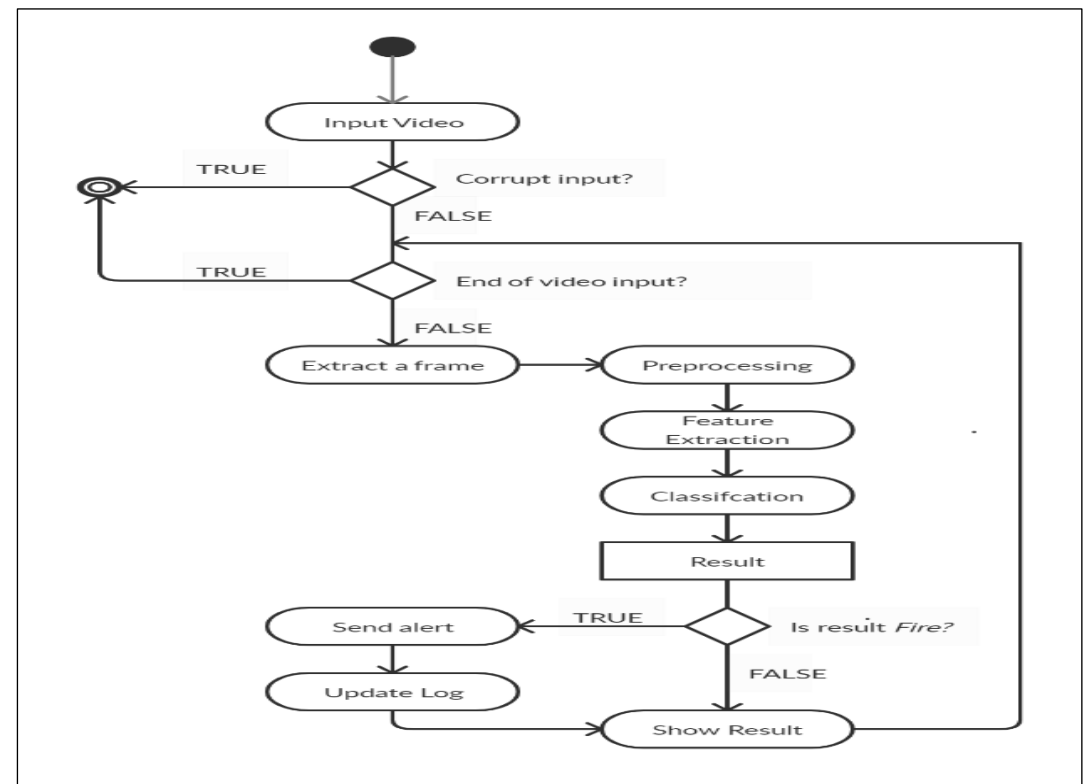 Input Video
TRUE
Corrupt input?
FALSE
TRUE
End of video input?
FALSE
Extract a frame
Preprocessing
Feature
Extraction
Classifcation
Result
TRUE
Is result Fire?
Send alert
FALSE
Update Log
Show Result